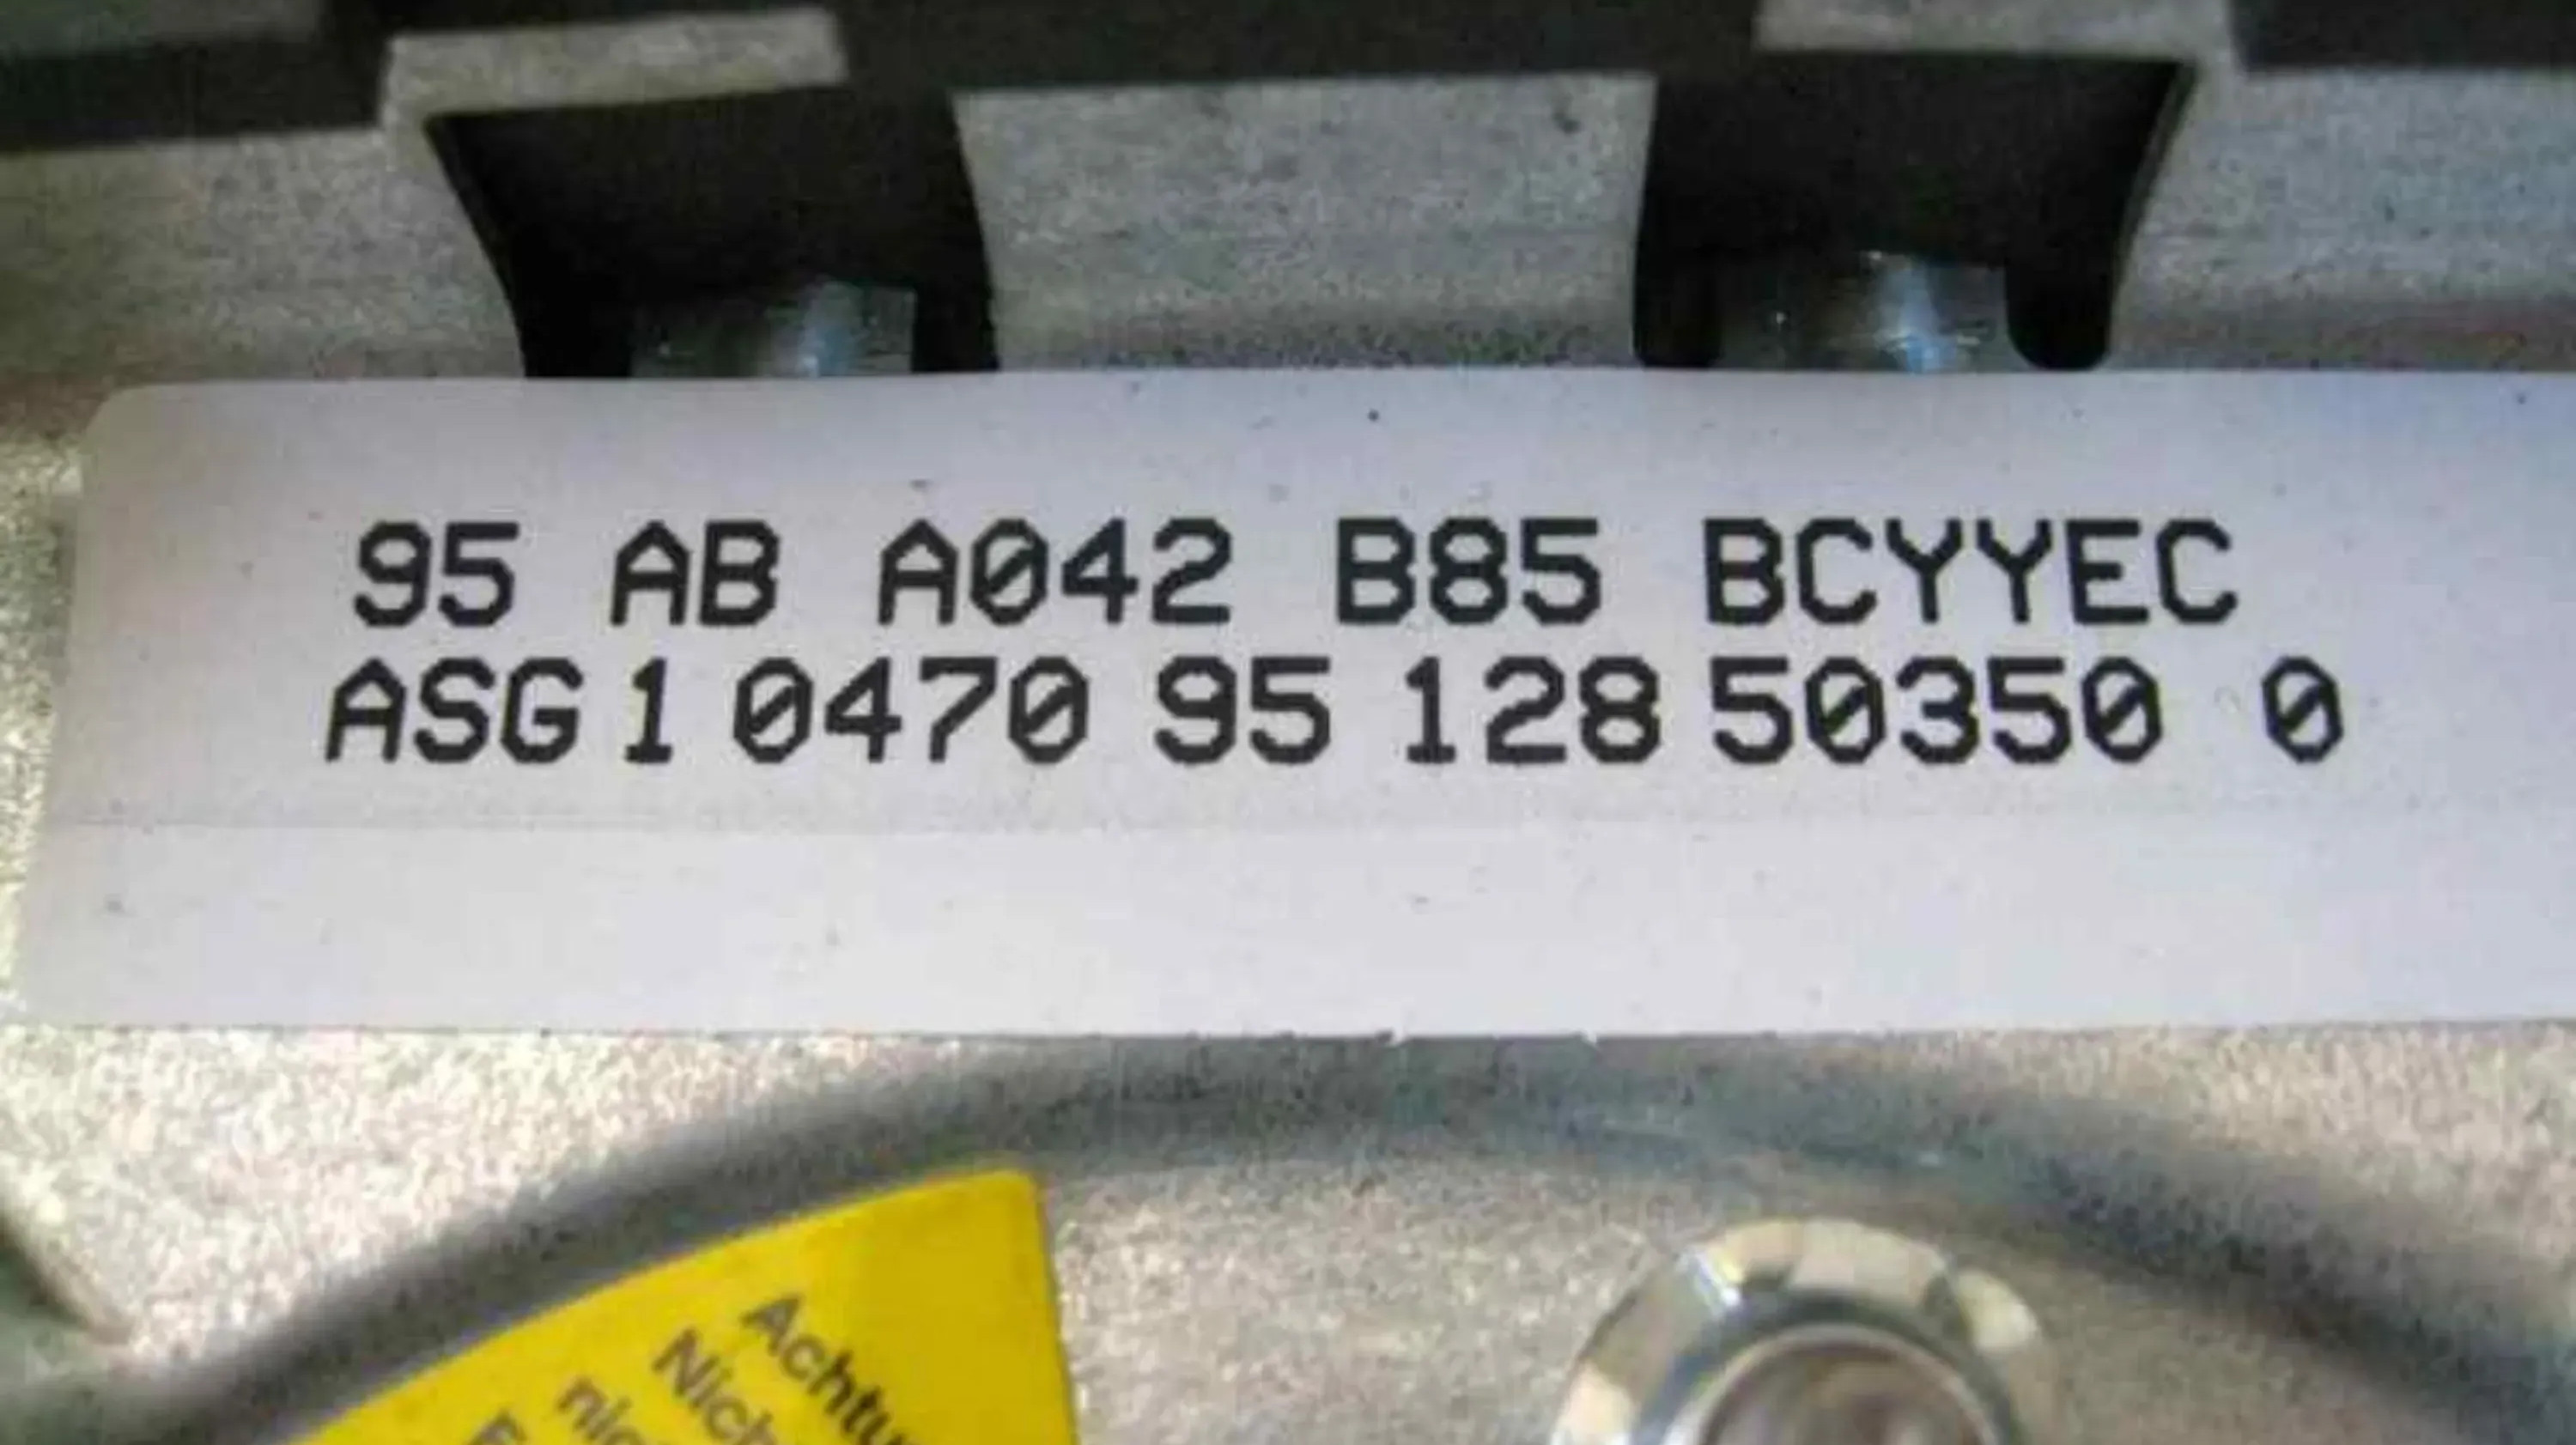 95 AB A042 B85 BCYYEC
ASG 1 0470 95 128 50350 0
Achtu
Nich
nic